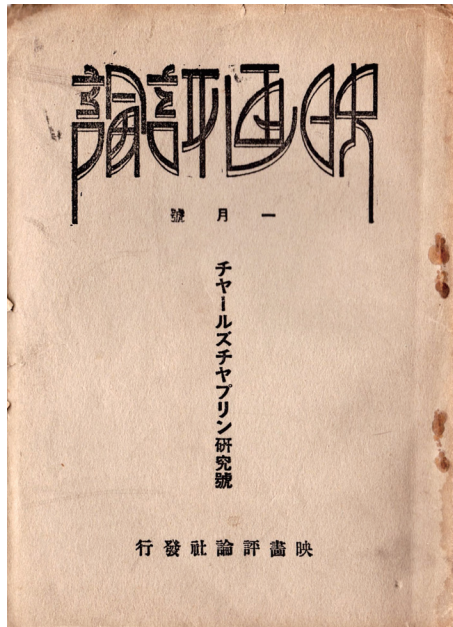 映画評論
一月號
チヤールズチヤプリン研究號
映畵評論社發行